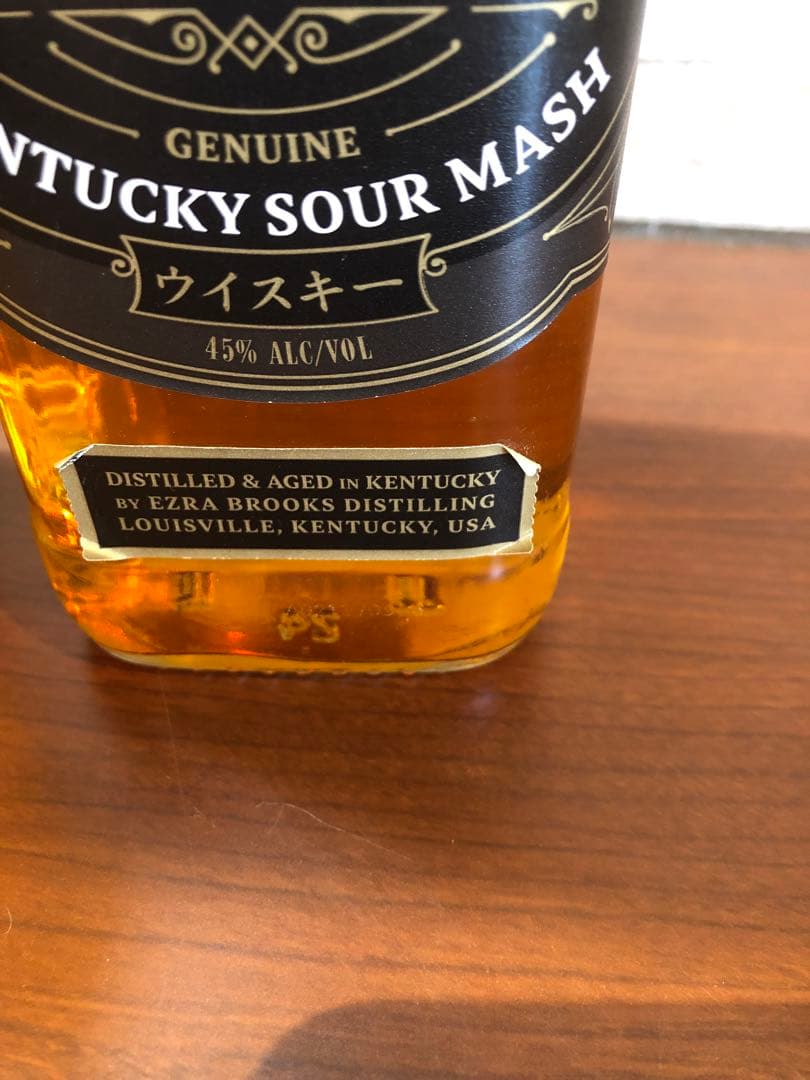 GENUINE
NTUCKY SOUR MASH
ウイスキー
45% ALC/VOL
DISTILLED & AGED IN KENTUCKY
BY EZRA BROOKS DISTILLING
LOUISVILLE, KENTUCKY, USA